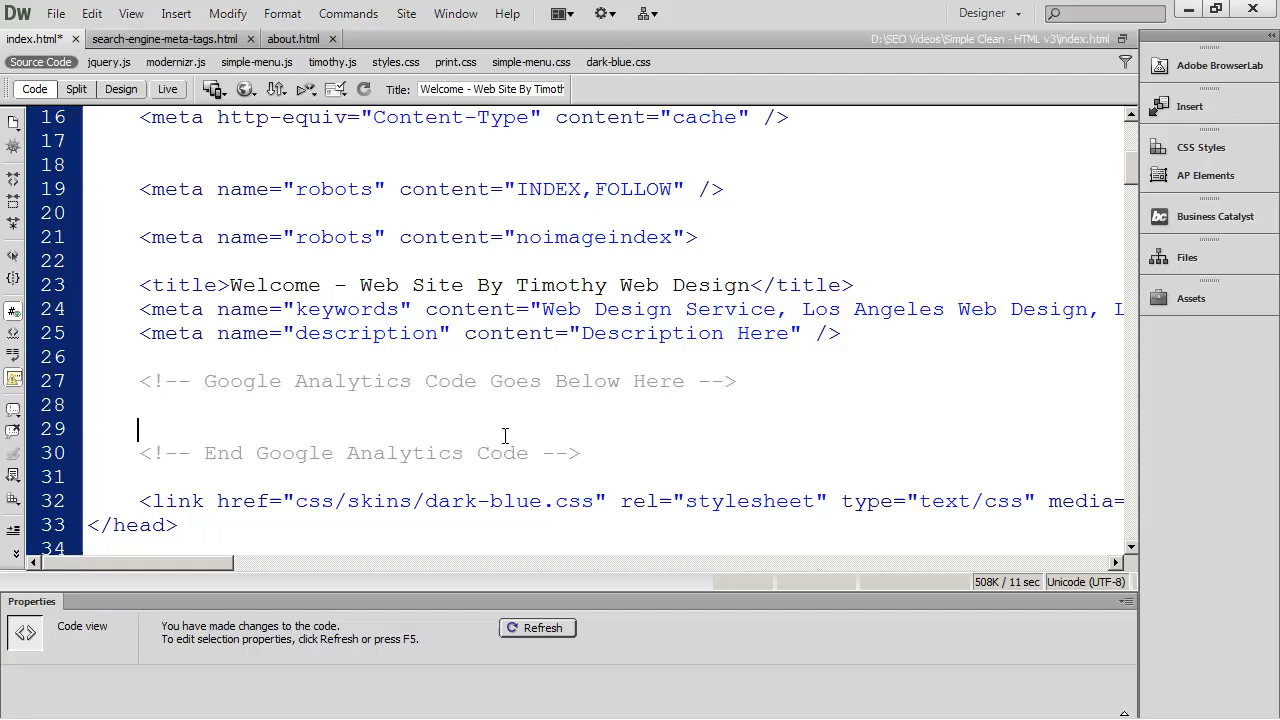 Dw File Edit View Insert Modify Format Commands Site Window Help Designer
index.html* search-engine-meta-tags.html about.html D:\SEO Videos\Simple Clean - HTML v3\index.html
Source Code jquery.js modernizr.js simple-menu.js timothy.js styles.css print.css simple-menu.css dark-blue.css
Code Split Design Live Title: Welcome - Web Site By Timoth
16 <meta http-equiv="Content-Type" content="cache" />
17
18
19 <meta name="robots" content="INDEX,FOLLOW" />
20
21 <meta name="robots" content="noimageindex">
22
23 <title>Welcome - Web Site By Timothy Web Design</title>
24 <meta name="keywords" content="Web Design Service, Los Angeles Web Design, L
25 <meta name="description" content="Description Here" />
26
27 <!-- Google Analytics Code Goes Below Here -->
28
29
30 <!-- End Google Analytics Code -->
31
32 <link href="css/skins/dark-blue.css" rel="stylesheet" type="text/css" media=
33 </head>
34
508K / 11 sec Unicode (UTF-8)
Properties
Code view
You have made changes to the code.
To edit selection properties, click Refresh or press F5.
Refresh
Adobe BrowserLab
Insert
CSS Styles
AP Elements
bc Business Catalyst
Files
Assets